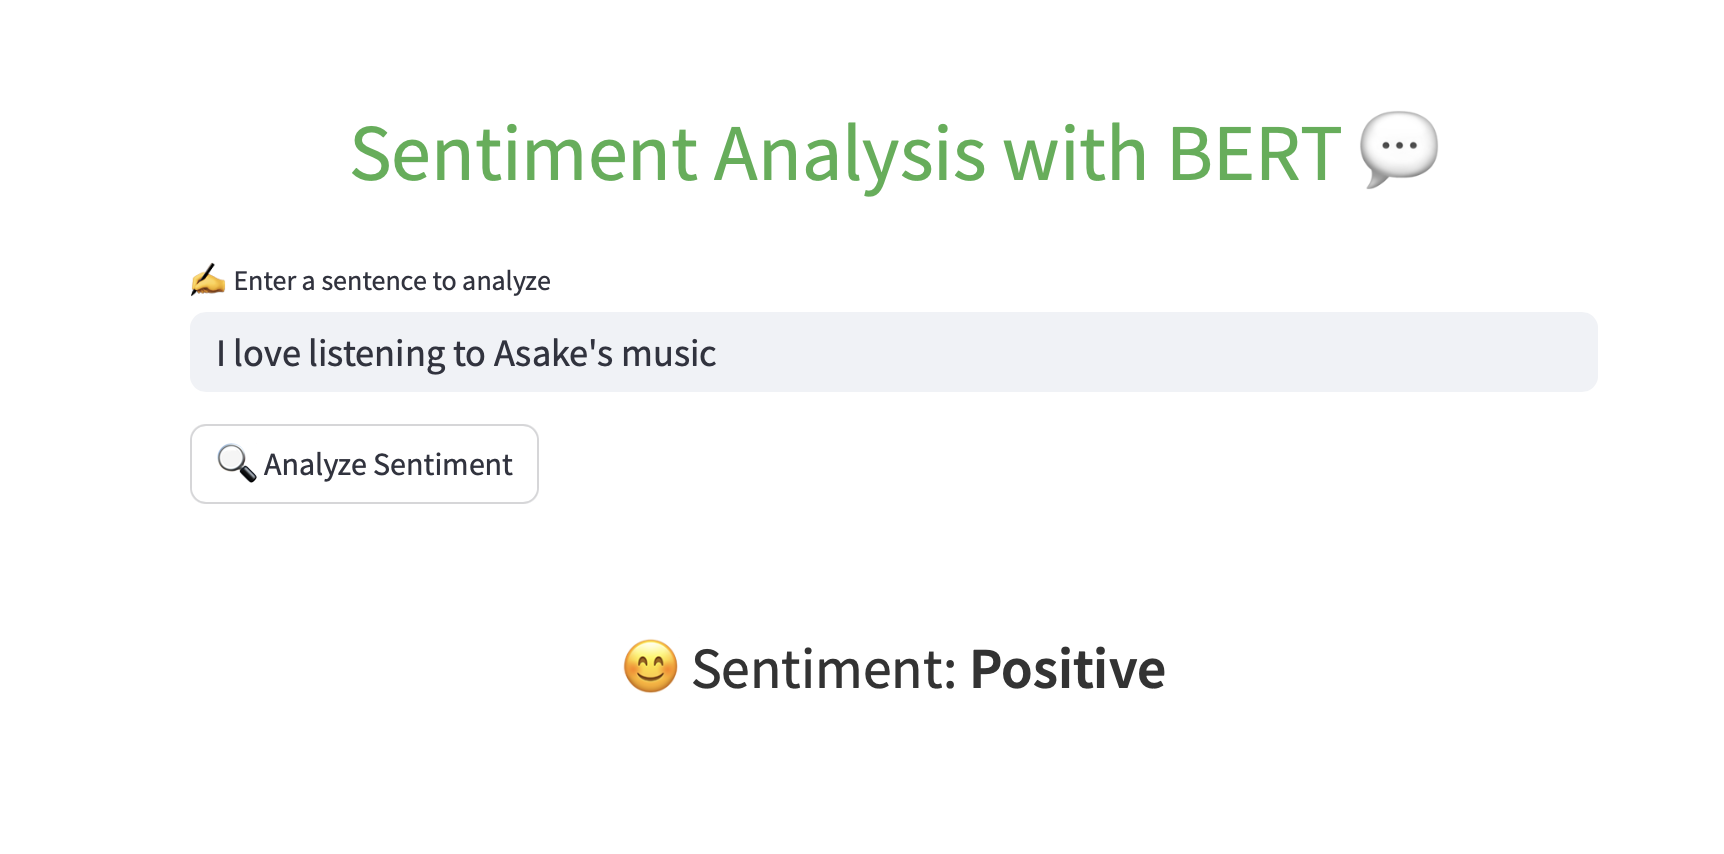 Sentiment Analysis with BERT 💬
✍️ Enter a sentence to analyze
I love listening to Asake's music
🔍 Analyze Sentiment
😊 Sentiment: Positive